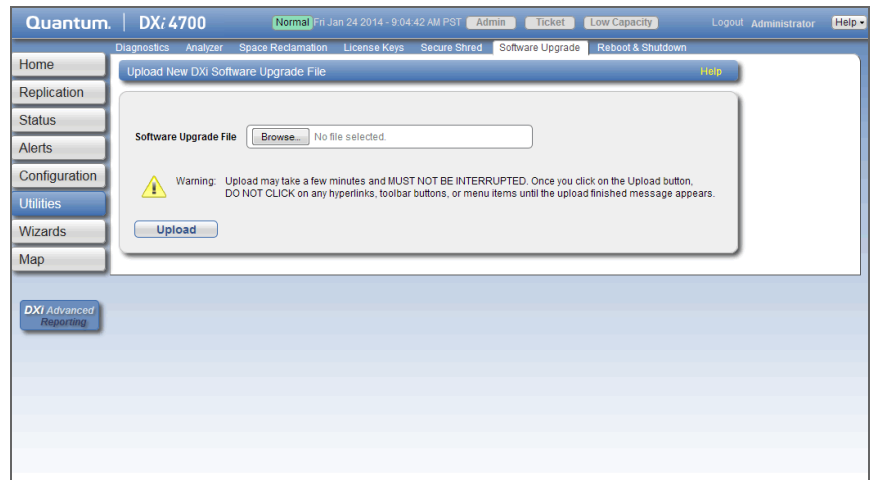 Quantum. DXi 4700 Normal Fri Jan 24 2014 - 9:04:42 AM PST Admin Ticket Low Capacity Logout Administrator Help
Diagnostics Analyzer Space Reclamation License Keys Secure Shred Software Upgrade Reboot & Shutdown
Home
Replication
Status
Alerts
Configuration
Utilities
Wizards
Map
DXi Advanced
Reporting
Upload New DXi Software Upgrade File Help
Software Upgrade File Browse... No file selected.
Warning: Upload may take a few minutes and MUST NOT BE INTERRUPTED. Once you click on the Upload button,
DO NOT CLICK on any hyperlinks, toolbar buttons, or menu items until the upload finished message appears.
Upload